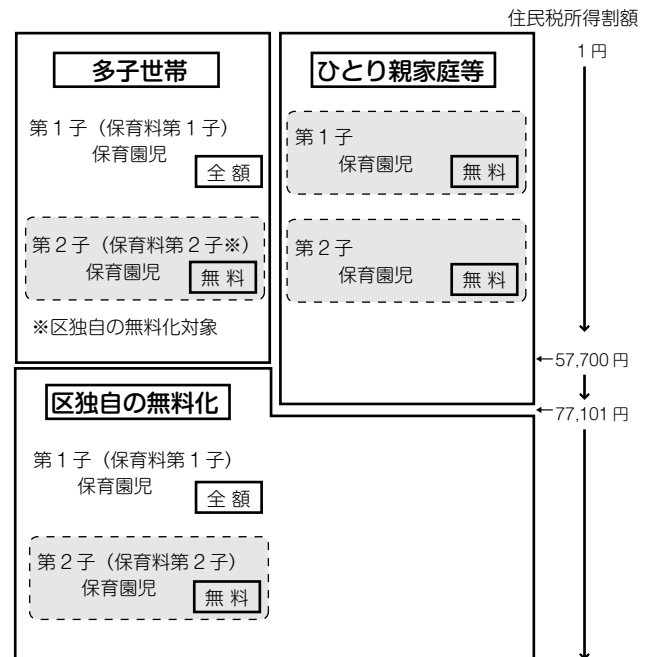 住民税所得割額
1円
多子世帯
第1子（保育料第1子）
保育園児
全額
第2子（保育料第2子※）
保育園児
無料
※区独自の無料化対象
ひとり親家庭等
第1子
保育園児
無料
第2子
保育園児
無料
←57,700円
←77,101円
区独自の無料化
第1子（保育料第1子）
保育園児
全額
第2子（保育料第2子）
保育園児
無料